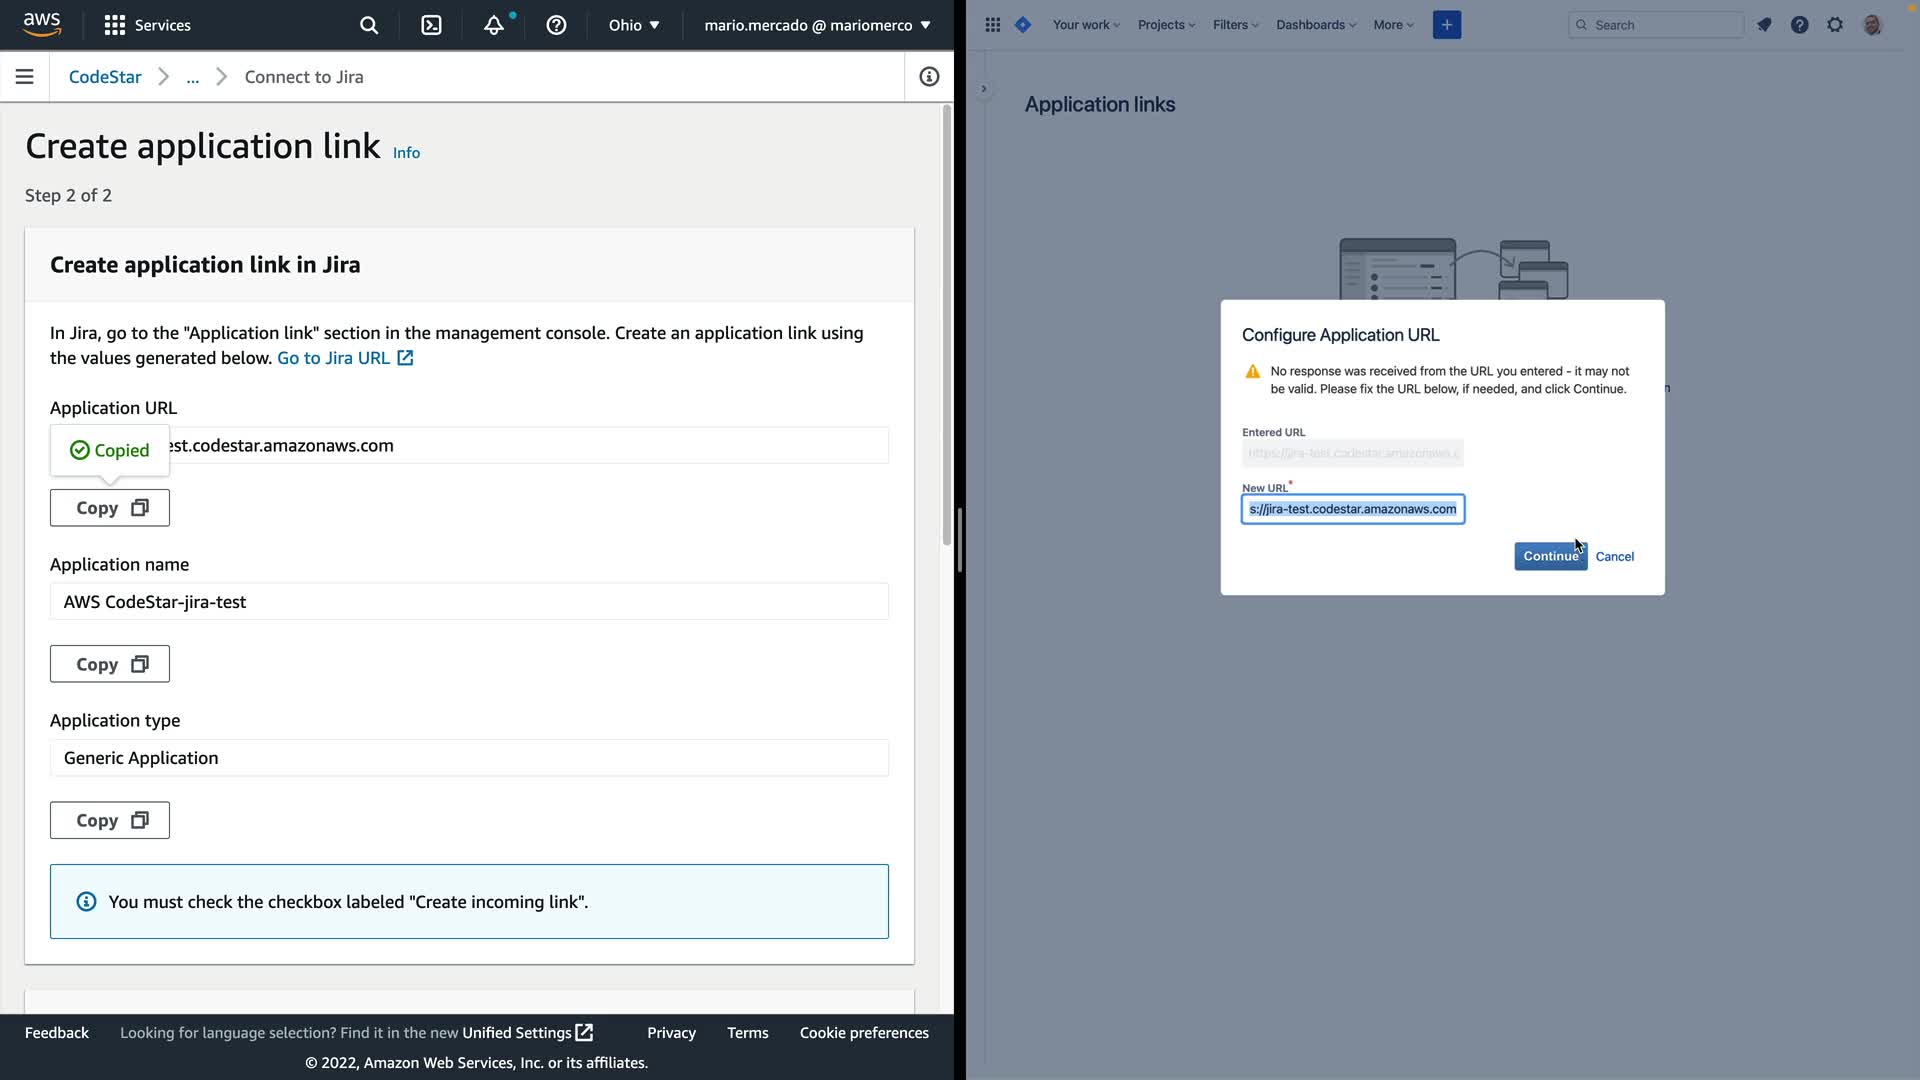 aws
Services
Ohio
mario.mercado @ mariomerco
CodeStar
...
Connect to Jira
Create application link Info
Step 2 of 2
Create application link in Jira
In Jira, go to the "Application link" section in the management console. Create an application link using
the values generated below. Go to Jira URL
Application URL
Copied
est.codestar.amazonaws.com
Copy
Application name
AWS CodeStar-jira-test
Copy
Application type
Generic Application
Copy
You must check the checkbox labeled "Create incoming link".
Feedback
Looking for language selection? Find it in the new Unified Settings
Privacy
Terms
Cookie preferences
© 2022, Amazon Web Services, Inc. or its affiliates.
Your work
Projects
Filters
Dashboards
More
Search
Application links
Configure Application URL
No response was received from the URL you entered - it may not
be valid. Please fix the URL below, if needed, and click Continue.
n
Entered URL
https://jira-test.codestar.amazonaws.c
New URL*
s://jira-test.codestar.amazonaws.com
Continue
Cancel